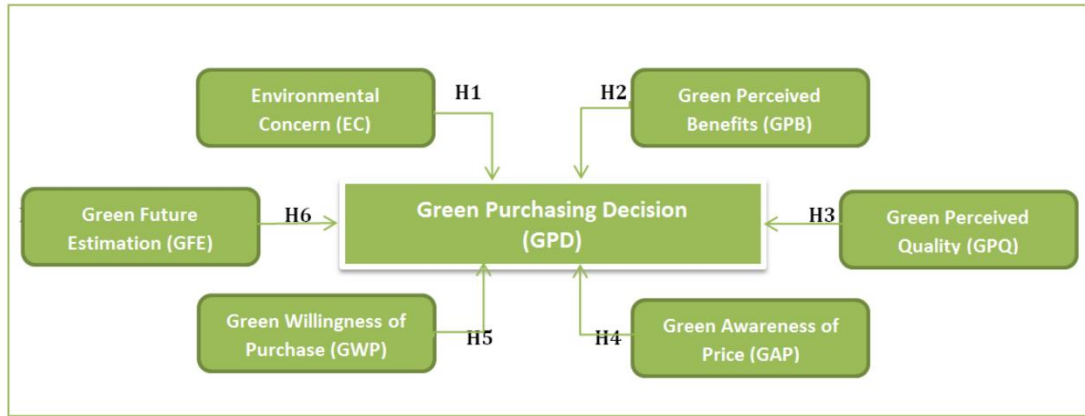 Environmental
Concern (EC)
H1
H2
Green Perceived
Benefits (GPB)
Green Future
Estimation (GFE)
H6
Green Purchasing Decision
(GPD)
H3
Green Perceived
Quality (GPQ)
Green Willingness of
Purchase (GWP)
H5
H4
Green Awareness of
Price (GAP)